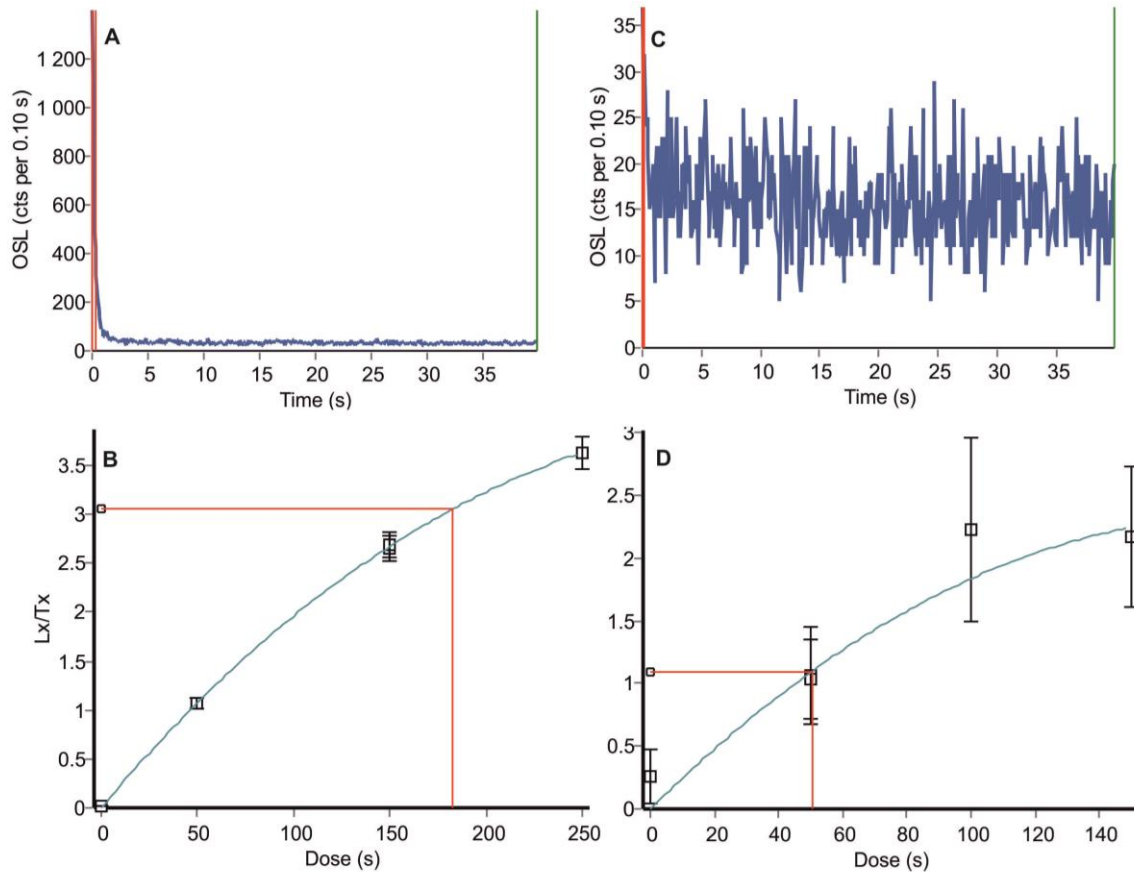 A
OSL (cts per 0.10 s)
1 200
1 000
800
600
400
200
0
0 5 10 15 20 25 30 35
Time (s)
C
OSL (cts per 0.10 s)
35
30
25
20
15
10
5
0
0 5 10 15 20 25 30 35
Time (s)
B
Lx/Tx
3.5
3
2.5
2
1.5
1
0.5
0
0 50 100 150 200 250
Dose (s)
D
3
2.5
2
1.5
1
0.5
0
0 20 40 60 80 100 120 140
Dose (s)